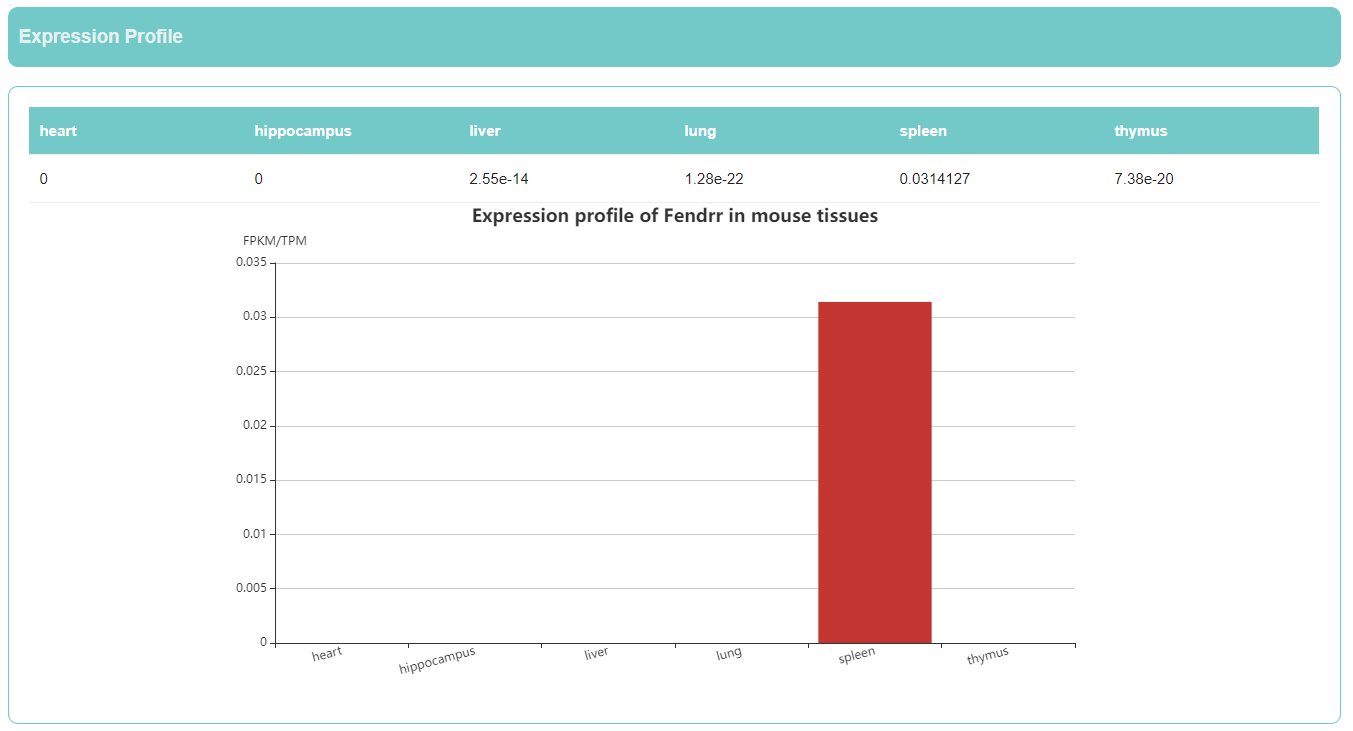 Expression Profile
heart hippocampus liver lung spleen thymus
0 0 2.55e-14 1.28e-22 0.0314127 7.38e-20
Expression profile of Fendrr in mouse tissues
FPKM/TPM
0.035
0.03
0.025
0.02
0.015
0.01
0.005
0
heart hippocampus liver lung spleen thymus